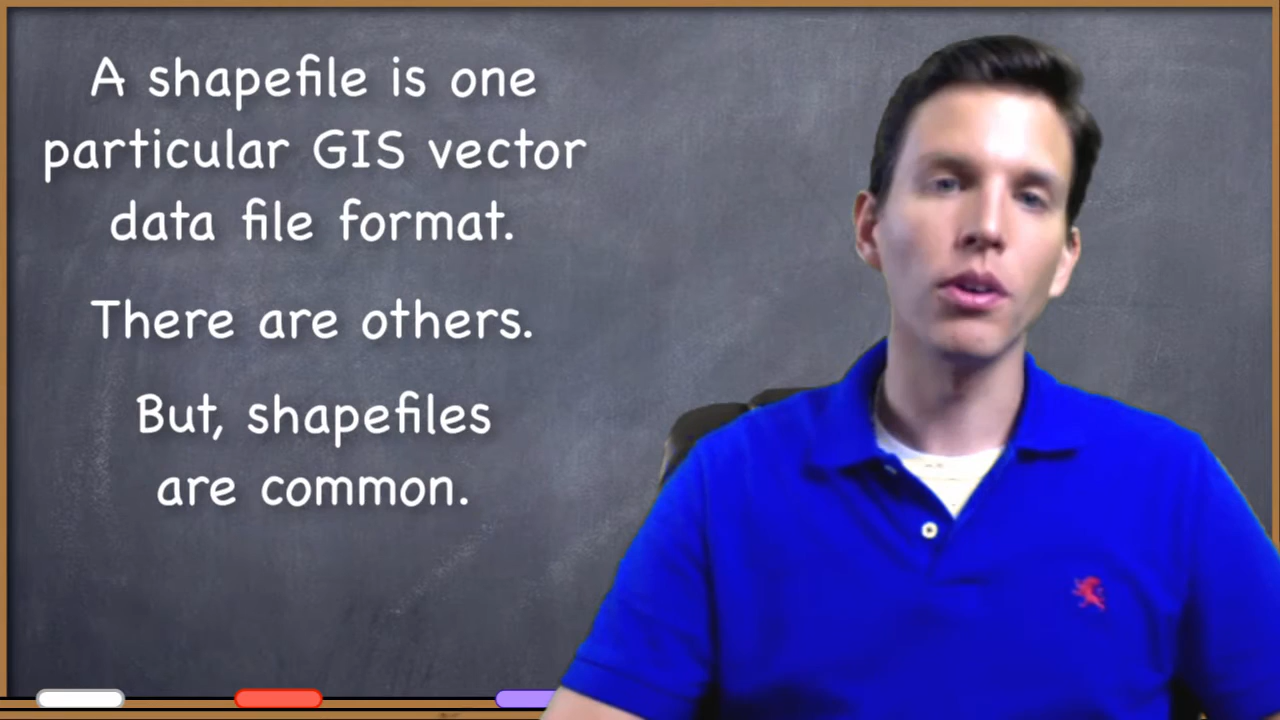 A shapefile is one
particular GIS vector
data file format.
There are others.
But, shapefiles
are common.